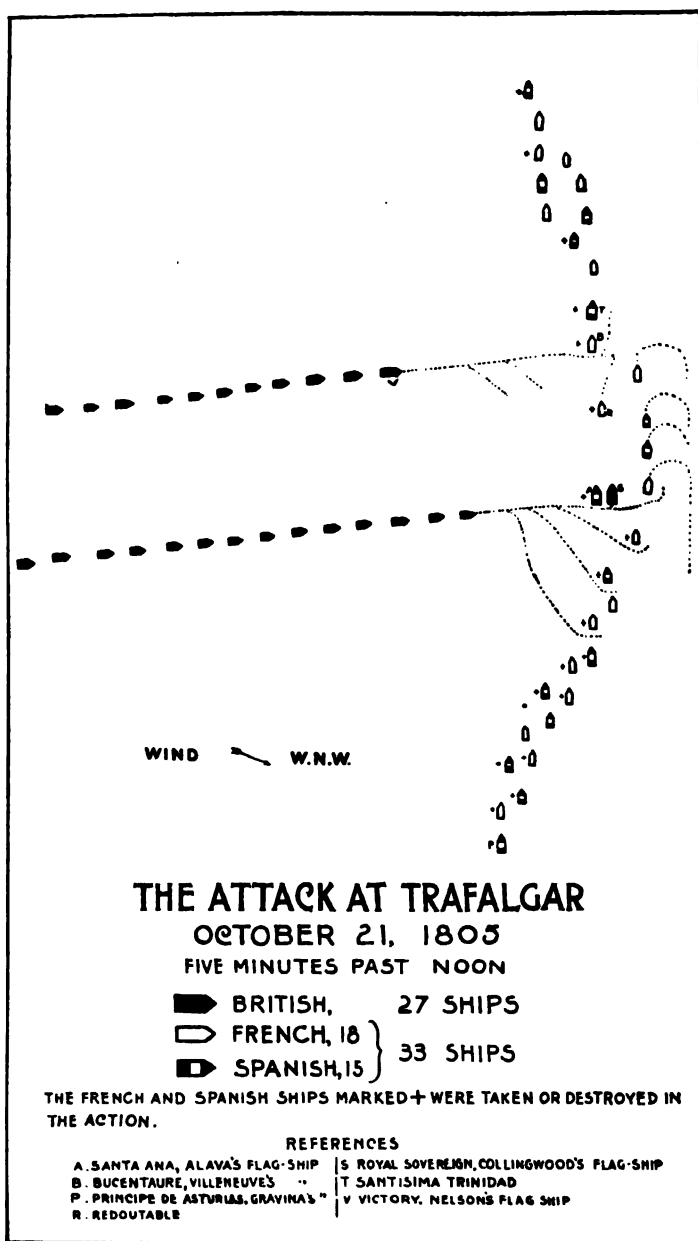 T
B
V
R
A S
WIND W.N.W.
P
THE ATTACK AT TRAFALGAR
OCTOBER 21, 1805
FIVE MINUTES PAST NOON
BRITISH, 27 SHIPS
FRENCH, 18
33 SHIPS
SPANISH, 15
THE FRENCH AND SPANISH SHIPS MARKED + WERE TAKEN OR DESTROYED IN
THE ACTION.
REFERENCES
A. SANTA ANA, ALAVA'S FLAG-SHIP
B. BUCENTAURE, VILLENEUVE'S "
P. PRINCIPE DE ASTURIAS, GRAVINA'S "
R. REDOUTABLE
S ROYAL SOVEREIGN, COLLINGWOOD'S FLAG-SHIP
T SANTISIMA TRINIDAD
V VICTORY, NELSON'S FLAG SHIP